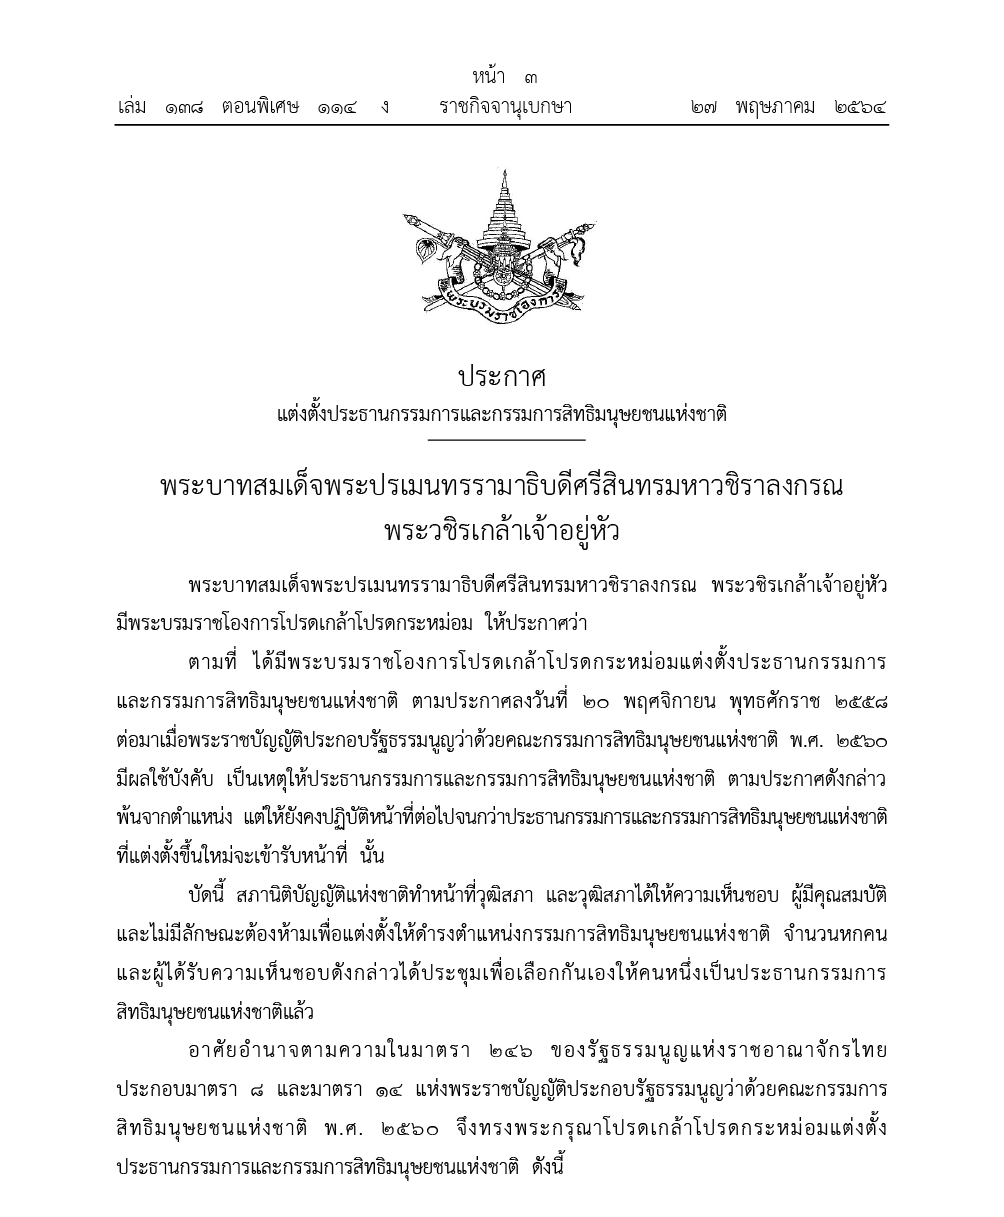 หน้า ๓
เล่ม ๑๓๘ ตอนพิเศษ ๑๑๔ ง ราชกิจจานุเบกษา ๒๗ พฤษภาคม ๒๕๖๔
พระบรมราชโองการ
ประกาศ
แต่งตั้งประธานกรรมการและกรรมการสิทธิมนุษยชนแห่งชาติ
พระบาทสมเด็จพระปรเมนทรรามาธิบดีศรีสินทรมหาวชิราลงกรณ
พระวชิรเกล้าเจ้าอยู่หัว
พระบาทสมเด็จพระปรเมนทรรามาธิบดีศรีสินทรมหาวชิราลงกรณ พระวชิรเกล้าเจ้าอยู่หัว
มีพระบรมราชโองการโปรดเกล้าโปรดกระหม่อม ให้ประกาศว่า
ตามที่ ได้มีพระบรมราชโองการโปรดเกล้าโปรดกระหม่อมแต่งตั้งประธานกรรมการ
และกรรมการสิทธิมนุษยชนแห่งชาติ ตามประกาศลงวันที่ ๒๐ พฤศจิกายน พุทธศักราช ๒๕๕๘
ต่อมาเมื่อพระราชบัญญัติประกอบรัฐธรรมนูญว่าด้วยคณะกรรมการสิทธิมนุษยชนแห่งชาติ พ.ศ. ๒๕๖๐
มีผลใช้บังคับ เป็นเหตุให้ประธานกรรมการและกรรมการสิทธิมนุษยชนแห่งชาติ ตามประกาศดังกล่าว
พ้นจากตำแหน่ง แต่ให้ยังคงปฏิบัติหน้าที่ต่อไปจนกว่าประธานกรรมการและกรรมการสิทธิมนุษยชนแห่งชาติ
ที่แต่งตั้งขึ้นใหม่จะเข้ารับหน้าที่ นั้น
บัดนี้ สภานิติบัญญัติแห่งชาติทำหน้าที่วุฒิสภา และวุฒิสภาได้ให้ความเห็นชอบ ผู้มีคุณสมบัติ
และไม่มีลักษณะต้องห้ามเพื่อแต่งตั้งให้ดำรงตำแหน่งกรรมการสิทธิมนุษยชนแห่งชาติ จำนวนหกคน
และผู้ได้รับความเห็นชอบดังกล่าวได้ประชุมเพื่อเลือกกันเองให้คนหนึ่งเป็นประธานกรรมการ
สิทธิมนุษยชนแห่งชาติแล้ว
อาศัยอำนาจตามความในมาตรา ๒๔๖ ของรัฐธรรมนูญแห่งราชอาณาจักรไทย
ประกอบมาตรา ๘ และมาตรา ๑๔ แห่งพระราชบัญญัติประกอบรัฐธรรมนูญว่าด้วยคณะกรรมการ
สิทธิมนุษยชนแห่งชาติ พ.ศ. ๒๕๖๐ จึงทรงพระกรุณาโปรดเกล้าโปรดกระหม่อมแต่งตั้ง
ประธานกรรมการและกรรมการสิทธิมนุษยชนแห่งชาติ ดังนี้